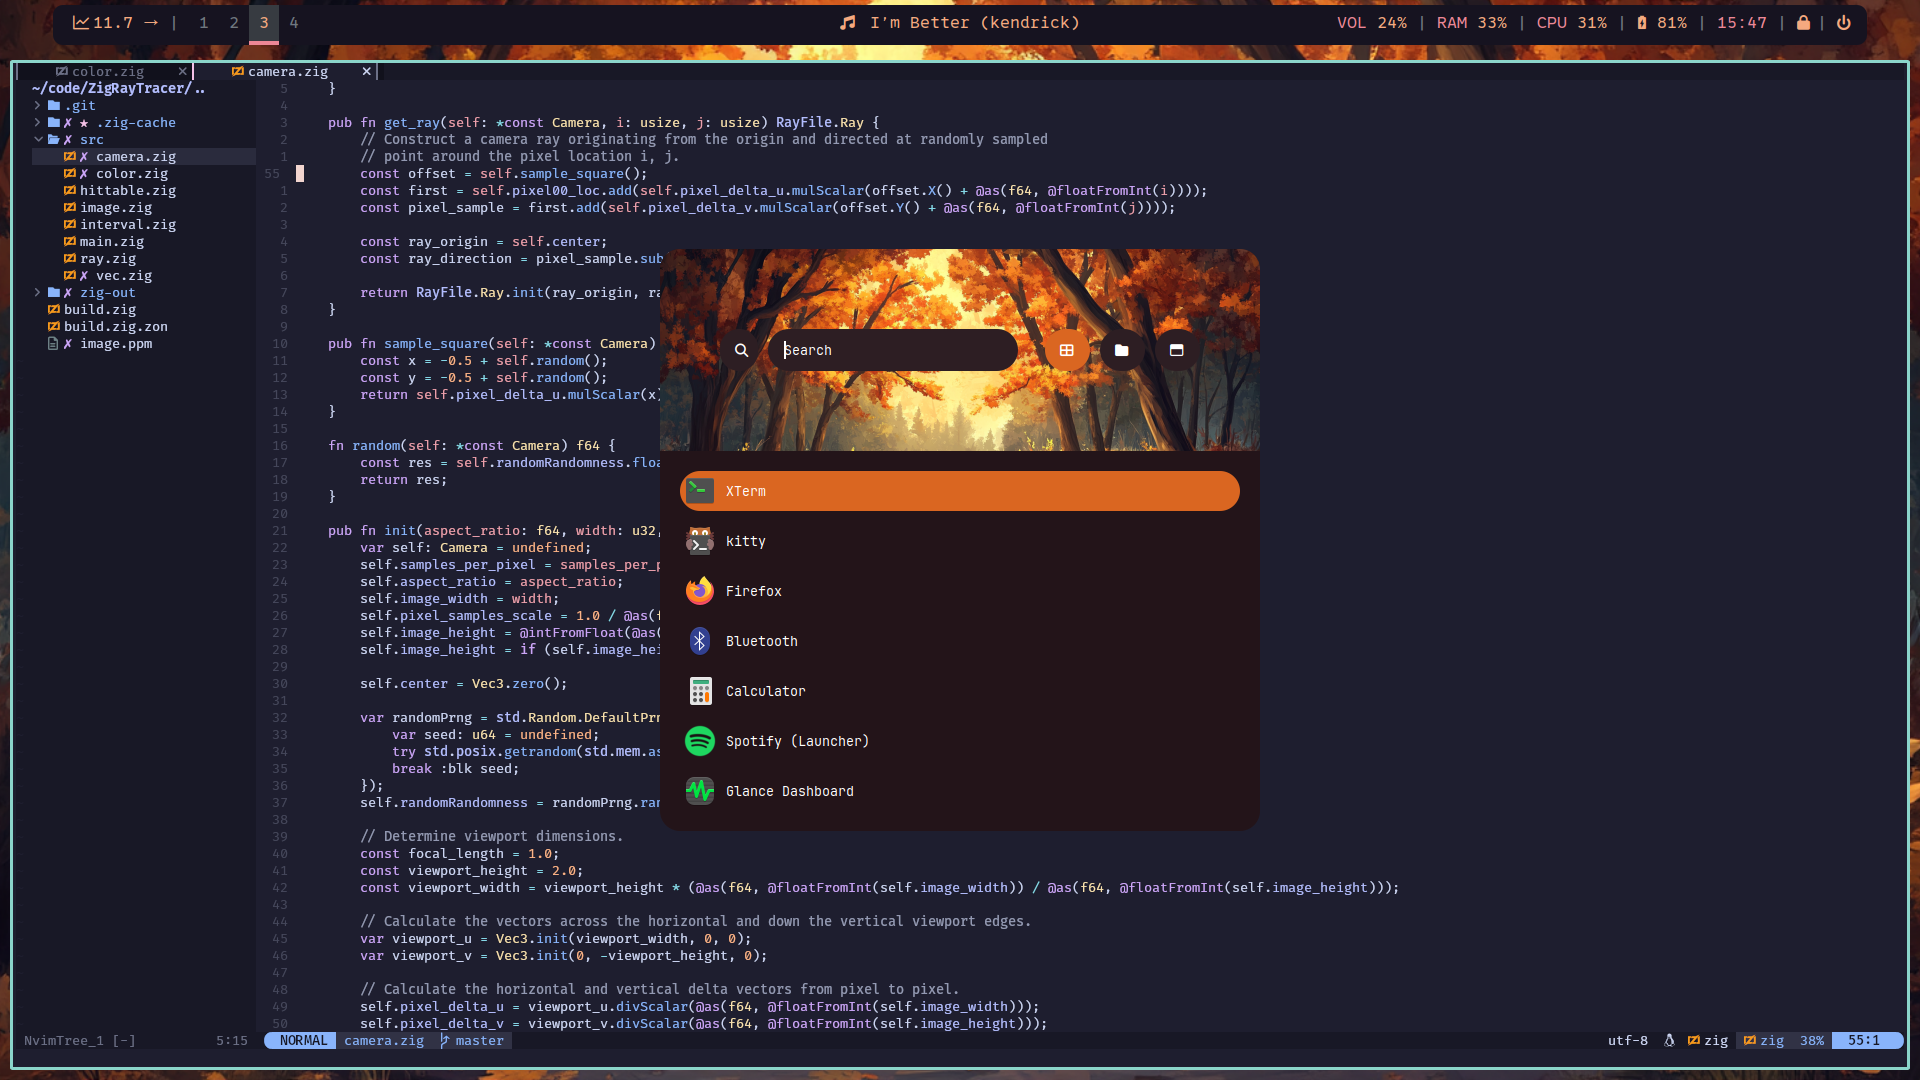 11.7 → | 1 2 3 4
I'm Better (kendrick)
VOL 24% | RAM 33% | CPU 31% | 81% | 15:47 | |
color.zig ✕ camera.zig ✕
~/code/ZigRayTracer/..
.git
✗ ★ .zig-cache
✗ src
✗ camera.zig
✗ color.zig
hittable.zig
image.zig
interval.zig
main.zig
ray.zig
✗ vec.zig
✗ zig-out
build.zig
build.zig.zon
✗ image.ppm
5 }
4
3 pub fn get_ray(self: *const Camera, i: usize, j: usize) RayFile.Ray {
2 // Construct a camera ray originating from the origin and directed at randomly sampled
1 // point around the pixel location i, j.
55 const offset = self.sample_square();
1 const first = self.pixel00_loc.add(self.pixel_delta_u.mulScalar(offset.X() + @as(f64, @floatFromInt(i))));
2 const pixel_sample = first.add(self.pixel_delta_v.mulScalar(offset.Y() + @as(f64, @floatFromInt(j))));
3
4 const ray_origin = self.center;
5 const ray_direction = pixel_sample.sub
6
7 return RayFile.Ray.init(ray_origin, ra
8 }
9
10 pub fn sample_square(self: *const Camera)
11 const x = -0.5 + self.random();
12 const y = -0.5 + self.random();
13 return self.pixel_delta_u.mulScalar(x)
14 }
15
16 fn random(self: *const Camera) f64 {
17 const res = self.randomRandomness.floa
18 return res;
19 }
20
21 pub fn init(aspect_ratio: f64, width: u32,
22 var self: Camera = undefined;
23 self.samples_per_pixel = samples_per_p
24 self.aspect_ratio = aspect_ratio;
25 self.image_width = width;
26 self.pixel_samples_scale = 1.0 / @as(f
27 self.image_height = @intFromFloat(@as(
28 self.image_height = if (self.image_hei
29
30 self.center = Vec3.zero();
31
32 var randomPrng = std.Random.DefaultPrn
33 var seed: u64 = undefined;
34 try std.posix.getrandom(std.mem.as
35 break :blk seed;
36 });
37 self.randomRandomness = randomPrng.ran
38
39 // Determine viewport dimensions.
40 const focal_length = 1.0;
41 const viewport_height = 2.0;
42 const viewport_width = viewport_height * (@as(f64, @floatFromInt(self.image_width)) / @as(f64, @floatFromInt(self.image_height)));
43
44 // Calculate the vectors across the horizontal and down the vertical viewport edges.
45 var viewport_u = Vec3.init(viewport_width, 0, 0);
46 var viewport_v = Vec3.init(0, -viewport_height, 0);
47
48 // Calculate the horizontal and vertical delta vectors from pixel to pixel.
49 self.pixel_delta_u = viewport_u.divScalar(@as(f64, @floatFromInt(self.image_width)));
50 self.pixel_delta_v = viewport_v.divScalar(@as(f64, @floatFromInt(self.image_height)));
Search
XTerm
kitty
Firefox
Bluetooth
Calculator
Spotify (Launcher)
Glance Dashboard
NvimTree_1 [-] 5:15 NORMAL camera.zig master utf-8 zig zig 38% 55:1